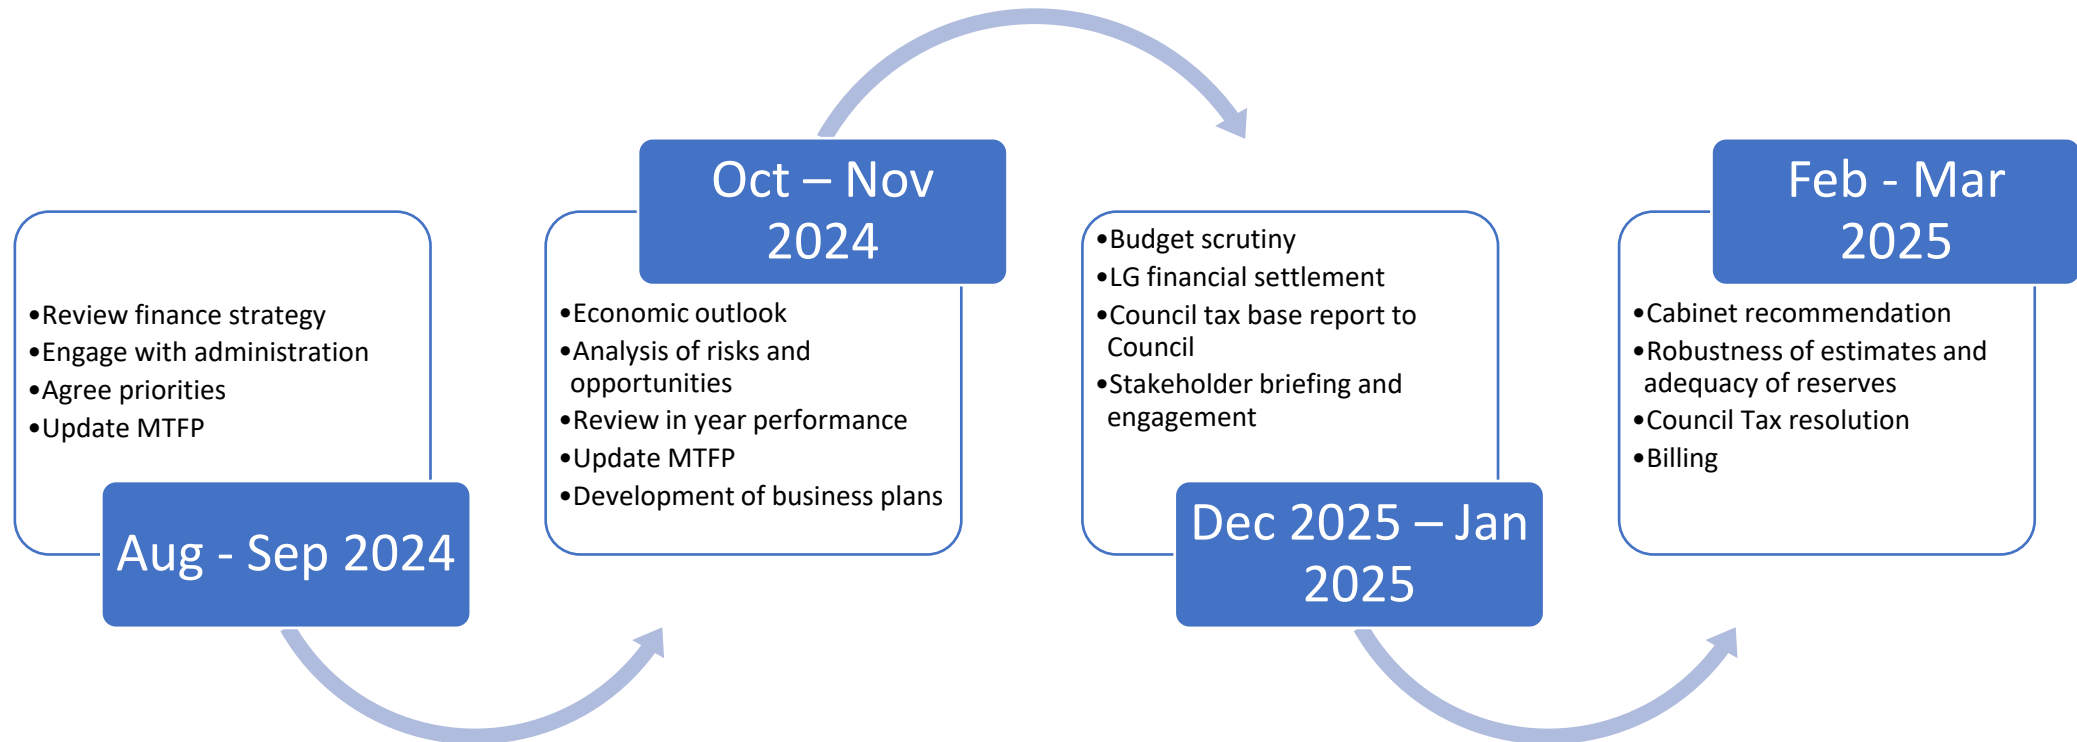 •Review finance strategy
•Engage with administration
•Agree priorities
•Update MTFP
Aug - Sep 2024
Oct – Nov
2024
•Economic outlook
•Analysis of risks and
opportunities
•Review in year performance
•Update MTFP
•Development of business plans
•Budget scrutiny
•LG financial settlement
•Council tax base report to
Council
•Stakeholder briefing and
engagement
Dec 2025 – Jan
2025
Feb - Mar
2025
•Cabinet recommendation
•Robustness of estimates and
adequacy of reserves
•Council Tax resolution
•Billing